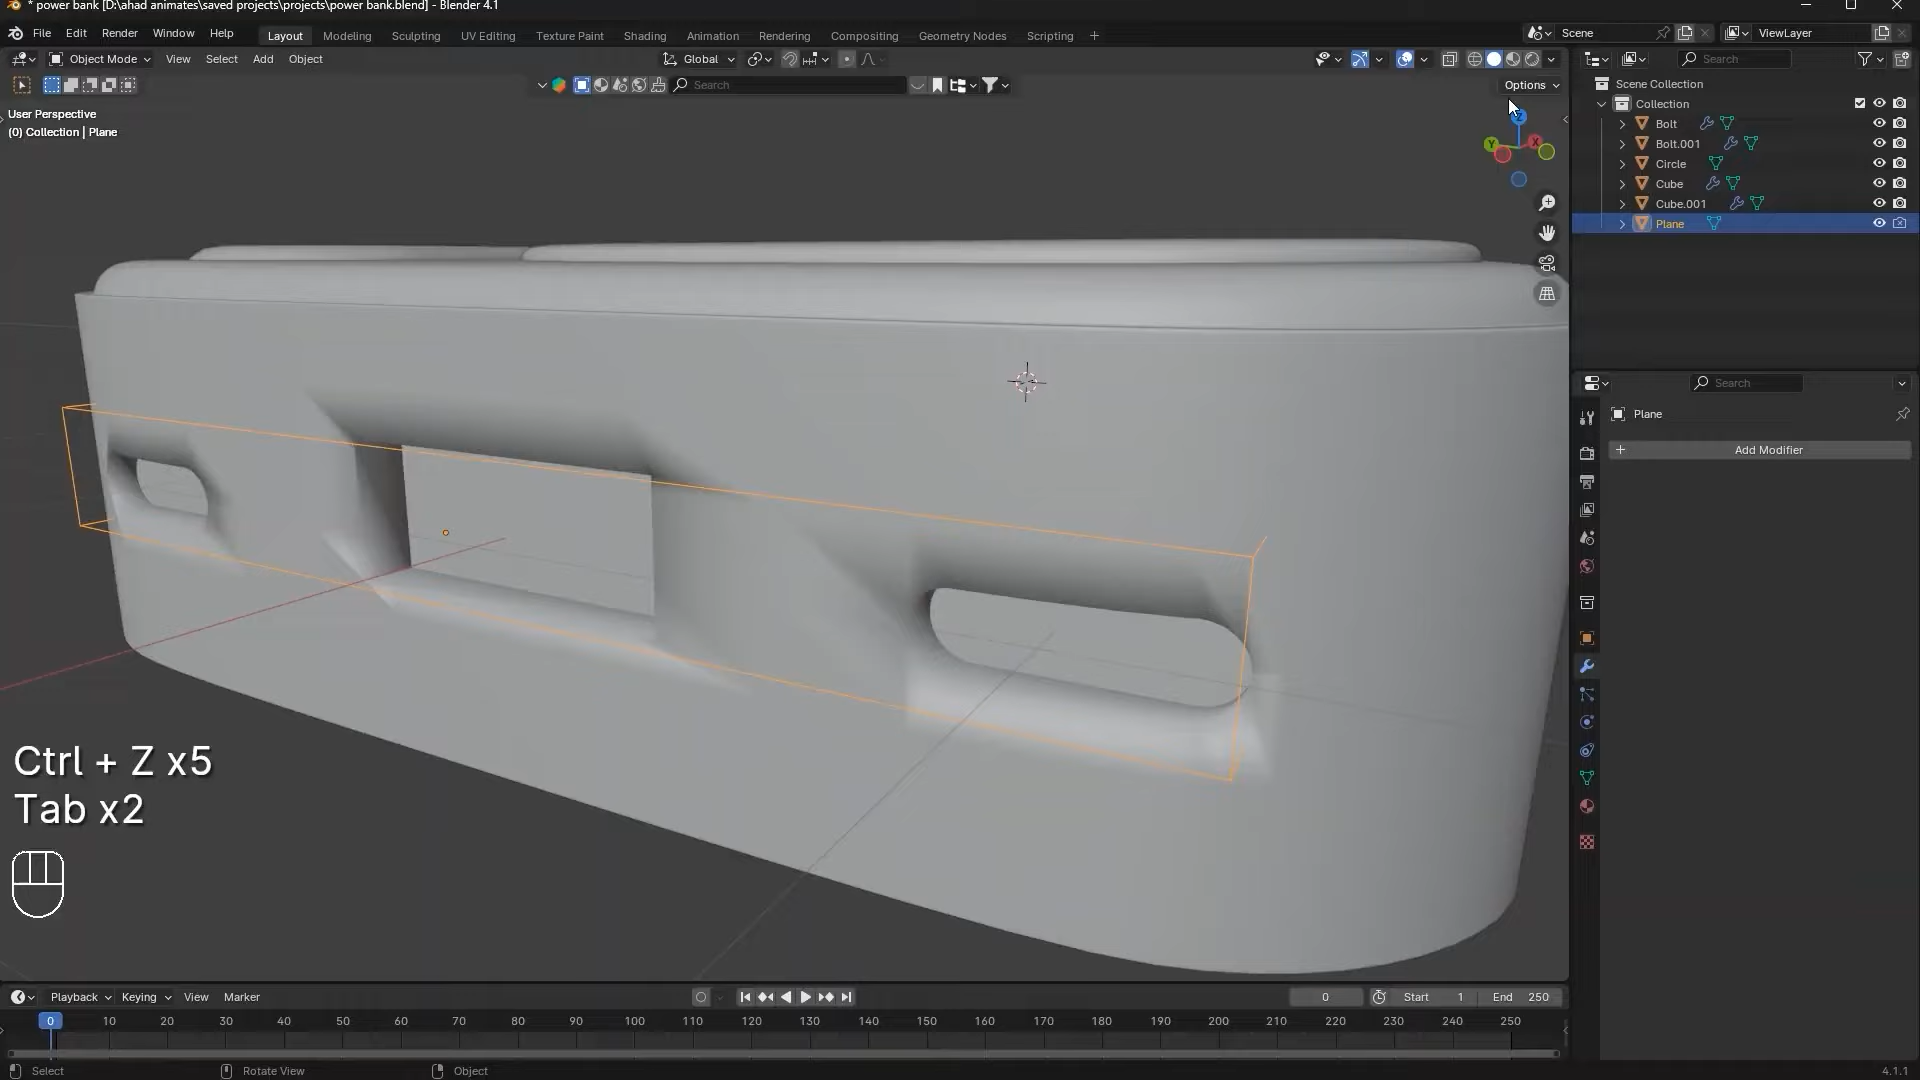 * power bank [D:\ahad animates\saved projects\projects\power bank.blend] - Blender 4.1
File Edit Render Window Help Layout Modeling Sculpting UV Editing Texture Paint Shading Animation Rendering Compositing Geometry Nodes Scripting + Scene ViewLayer
Object Mode View Select Add Object Global Search
Search Options
User Perspective
(0) Collection | Plane
Scene Collection
Collection
Bolt
Bolt.001
Circle
Cube
Cube.001
Plane
Z
Y
X
Search
Plane
+ Add Modifier
Ctrl + Z x5
Tab x2
Playback Keying View Marker 0 Start 1 End 250
0 10 20 30 40 50 60 70 80 90 100 110 120 130 140 150 160 170 180 190 200 210 220 230 240 250
Select Rotate View Object 4.1.1